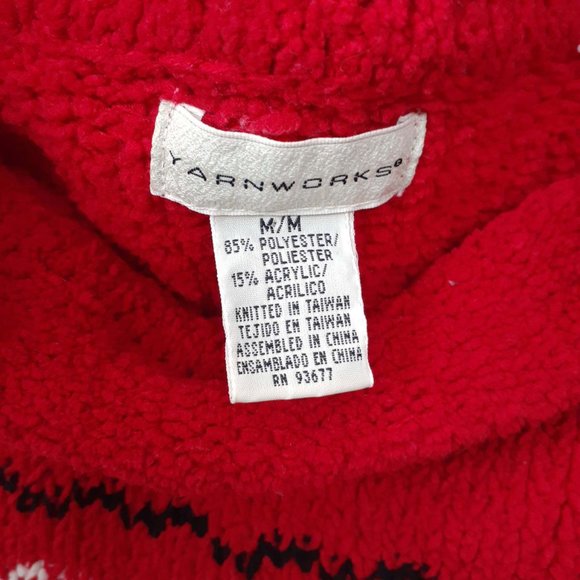 YARNWORKS®
M/M
85% POLYESTER/
POLIESTER
15% ACRYLIC/
ACRILICO
KNITTED IN TAIWAN
TEJIDO EN TAIWAN
ASSEMBLED IN CHINA
ENSAMBLADO EN CHINA
RN 93677